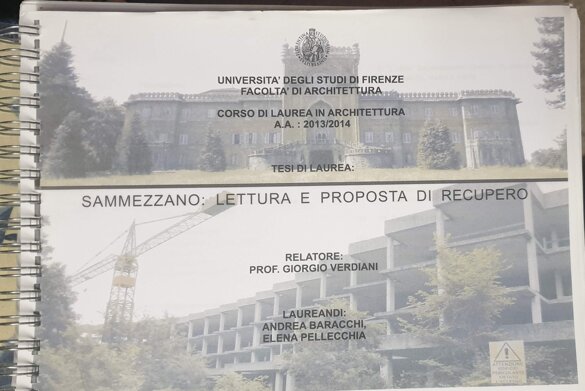 UNIVERSITA' DEGLI STUDI DI FIRENZE
FACOLTA' DI ARCHITETTURA
CORSO DI LAUREA IN ARCHITETTURA
A.A. : 2013/2014
TESI DI LAUREA:
SAMMEZZANO: LETTURA E PROPOSTA DI RECUPERO
RELATORE:
PROF. GIORGIO VERDIANI
LAUREANDI:
ANDREA BARACCHI,
ELENA PELLECCHIA
ATTENZIONE